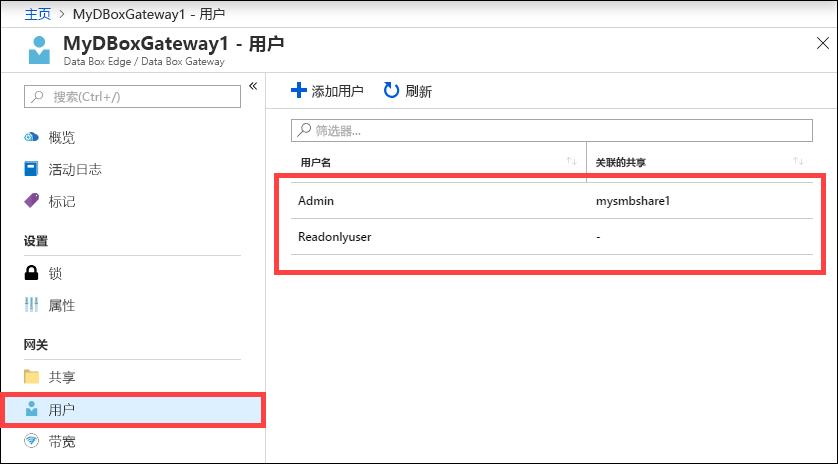 主页 > MyDBoxGateway1 - 用户
MyDBoxGateway1 - 用户
Data Box Edge / Data Box Gateway
搜索(Ctrl+/)
概览
活动日志
标记
设置
锁
属性
网关
共享
用户
带宽
添加用户 刷新
筛选器...
用户名 关联的共享
Admin mysmbshare1
Readonlyuser -